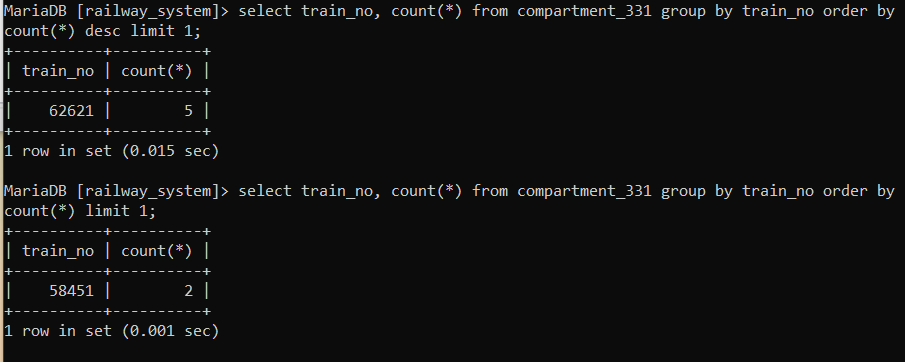 MariaDB [railway_system]> select train_no, count(*) from compartment_331 group by train_no order by
count(*) desc limit 1;
+----------+----------+
| train_no | count(*) |
+----------+----------+
|    62621 |        5 |
+----------+----------+
1 row in set (0.015 sec)

MariaDB [railway_system]> select train_no, count(*) from compartment_331 group by train_no order by
count(*) limit 1;
+----------+----------+
| train_no | count(*) |
+----------+----------+
|    58451 |        2 |
+----------+----------+
1 row in set (0.001 sec)